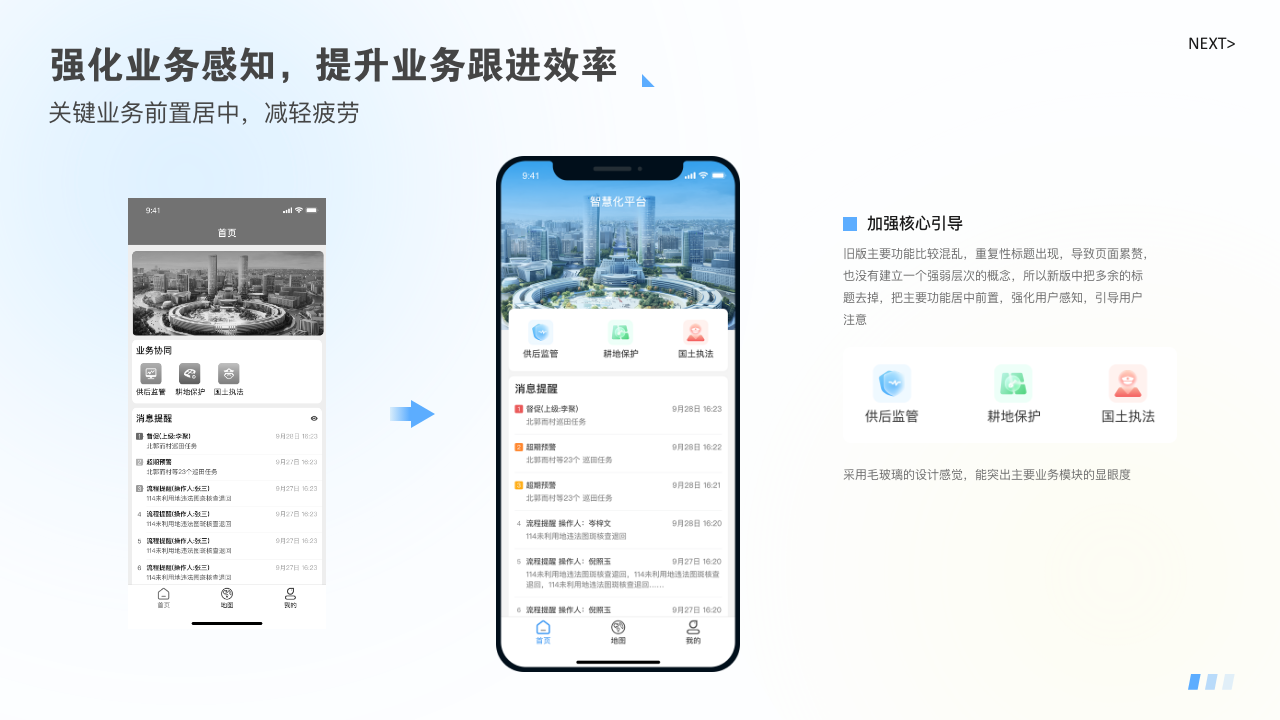 强化业务感知，提升业务跟进效率
NEXT>
关键业务前置居中，减轻疲劳
9:41
首页
业务协同
供后监管
耕地保护
国土执法
消息提醒
1 督促(上级:李聚) 9月28日 16:23
北郭而村巡田任务
2 超期预警 9月27日 16:23
北郭而村等23个巡田任务
3 流程提醒(操作人:张三) 9月27日 16:23
114未利用地违法图斑核查退回
4 流程提醒(操作人:张三) 9月27日 16:23
114未利用地违法图斑核查退回
5 流程提醒(操作人:张三) 9月27日 16:23
114未利用地违法图斑核查退回
6 流程提醒(操作人:张三) 9月27日 16:23
114未利用地违法图斑核查退回
首页
地图
我的
9:41
智慧化平台
供后监管
耕地保护
国土执法
消息提醒
1 督促(上级:李聚) 9月28日 16:23
北郭而村巡田任务
2 超期预警 9月28日 16:22
北郭而村等23个 巡田任务
3 超期预警 9月28日 16:21
北郭而村等23个 巡田任务
4 流程提醒 操作人：岑梓文 9月28日 16:20
114未利用地违法图斑核查退回
5 流程提醒 操作人：倪照玉 9月27日 16:20
114未利用地违法图斑核查退回，114未利用地违法图斑核查
退回，114未利用地违法图斑核查退回......
6 流程提醒 操作人：倪照玉 9月27日 16:20
首页
地图
我的
加强核心引导
旧版主要功能比较混乱，重复性标题出现，导致页面累赘，
也没有建立一个强弱层次的概念，所以新版中把多余的标
题去掉，把主要功能居中前置，强化用户感知，引导用户
注意
供后监管
耕地保护
国土执法
采用毛玻璃的设计感觉，能突出主要业务模块的显眼度